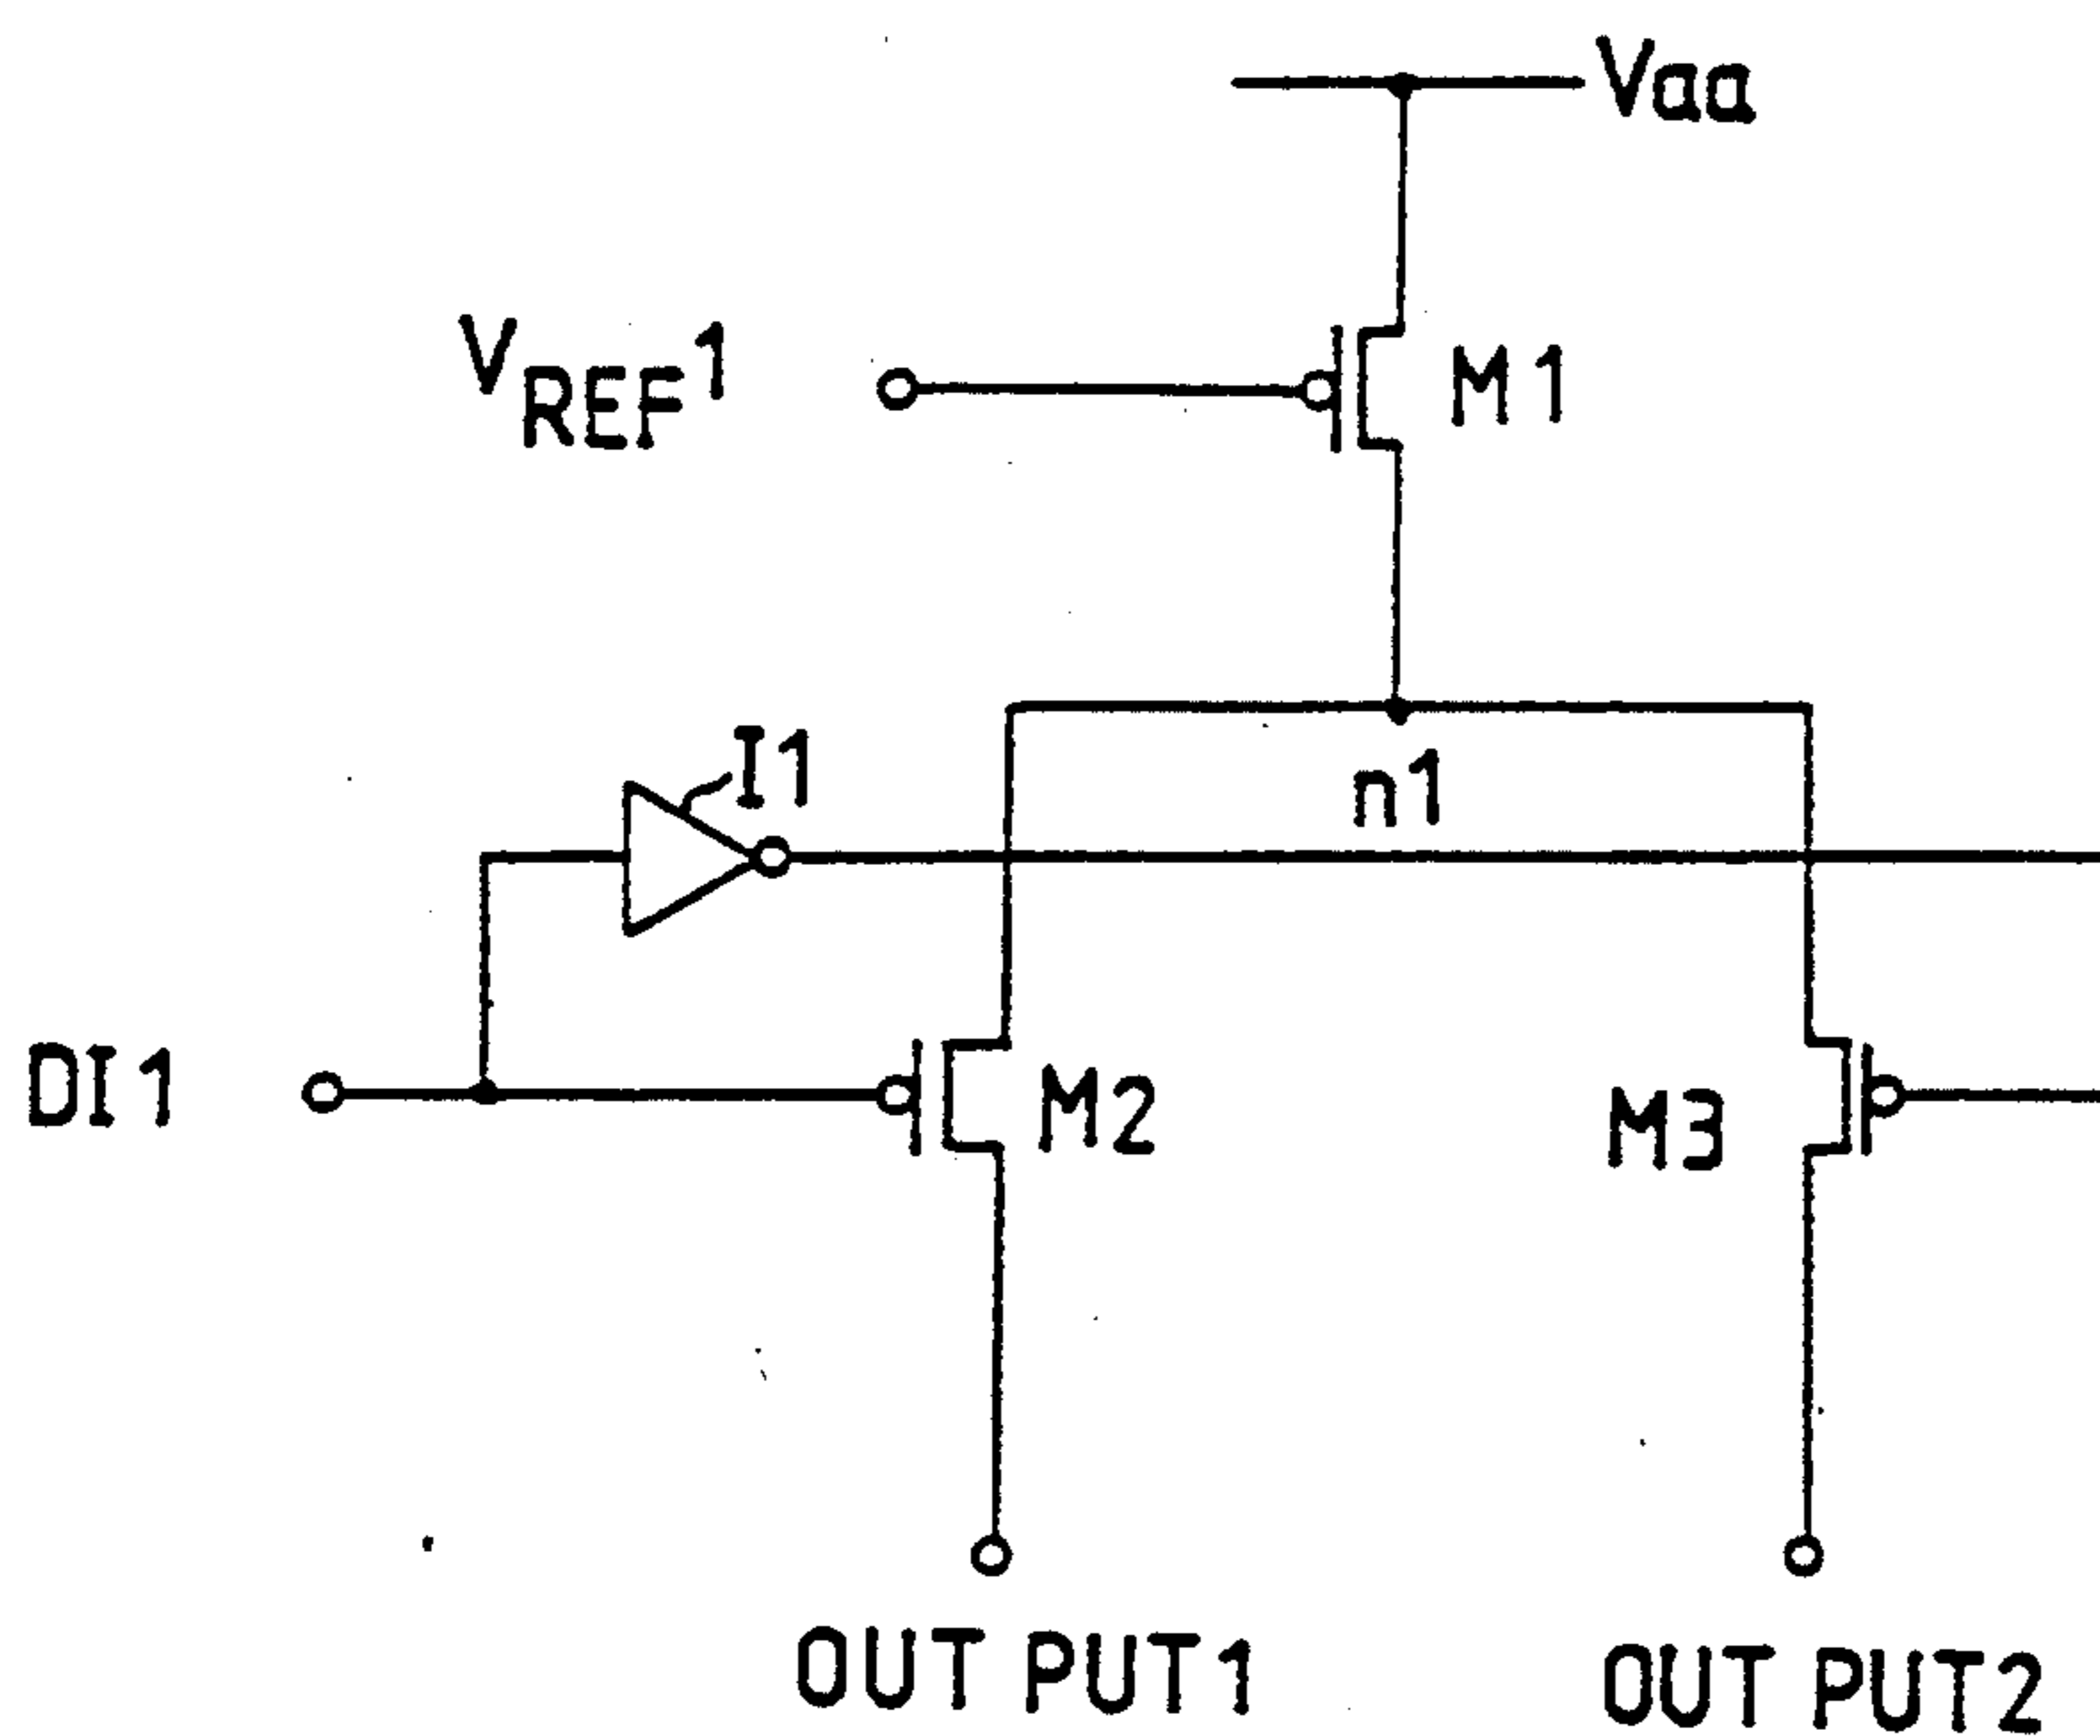 Vaa
VREF1
M1
I1
n1
DI1
M2
M3
OUT PUT1
OUT PUT2